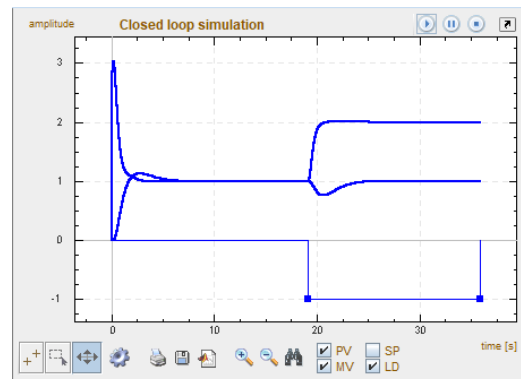 amplitude Closed loop simulation
3
2
1
0
-1
0 10 20 30 time [s]
PV SP
MV LD